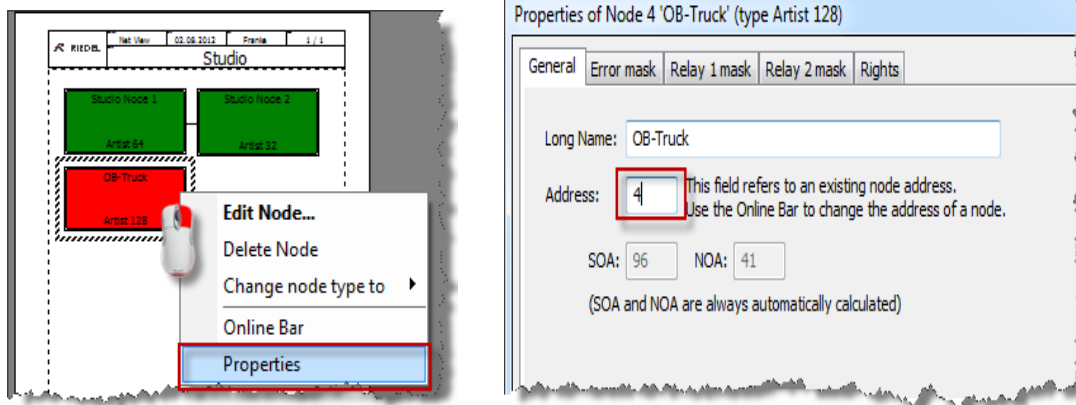 RIEDEL
Net View 02.08.2012 Franke 1 / 1
Studio
Studio Node 1
Artist 64
Studio Node 2
Artist 32
OB-Truck
Artist 128
Edit Node...
Delete Node
Change node type to
Online Bar
Properties
Properties of Node 4 'OB-Truck' (type Artist 128)
General Error mask Relay 1 mask Relay 2 mask Rights
Long Name: OB-Truck
Address: 4 This field refers to an existing node address.
Use the Online Bar to change the address of a node.
SOA: 96 NOA: 41
(SOA and NOA are always automatically calculated)